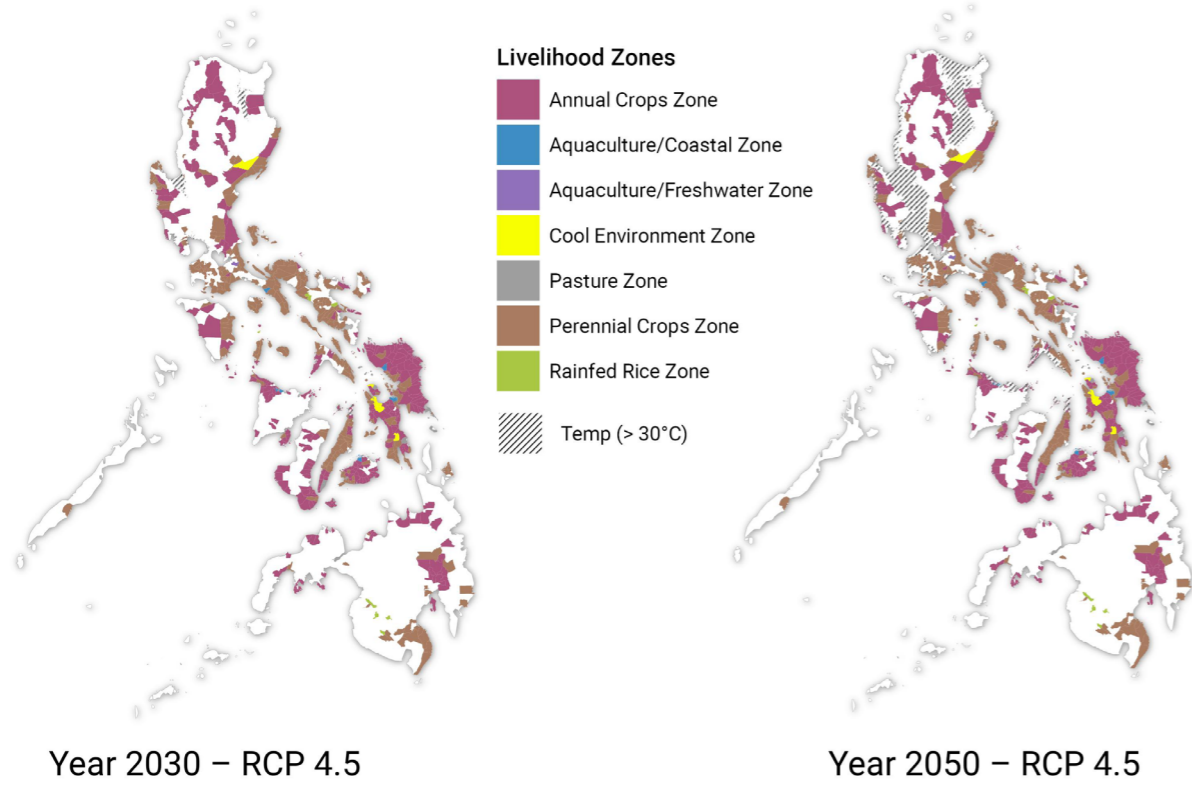 Livelihood Zones
Annual Crops Zone
Aquaculture/Coastal Zone
Aquaculture/Freshwater Zone
Cool Environment Zone
Pasture Zone
Perennial Crops Zone
Rainfed Rice Zone
Temp (> 30°C)
Year 2030 – RCP 4.5
Year 2050 – RCP 4.5